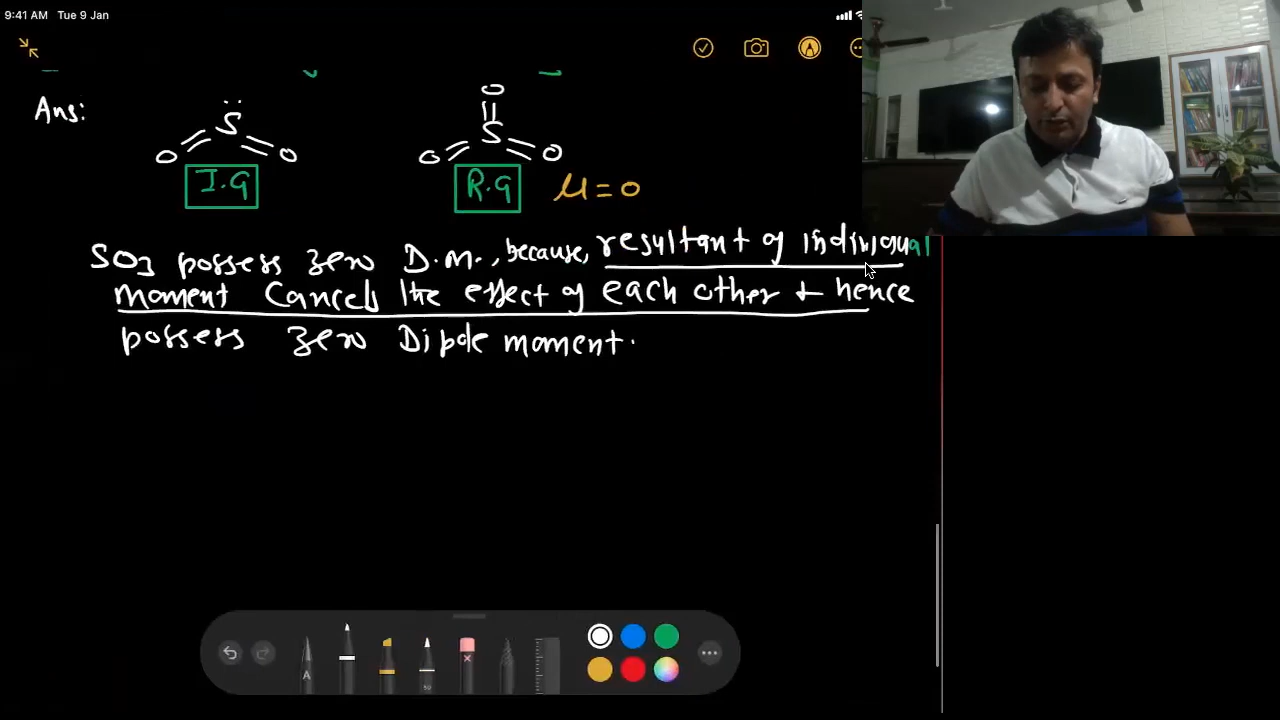 9:41 AM Tue 9 Jan
Ans:
S
O O
I.G
O
S
O O
R.G
μ = 0
SO3 possess zero D.M., because, resultant of individual
moment Cancels the effect of each other + hence
possess zero Dipole moment.
A
50